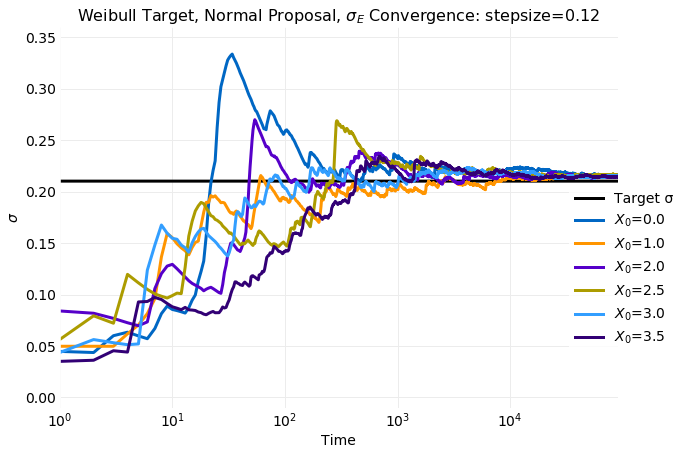 Weibull Target, Normal Proposal, σ_E Convergence: stepsize=0.12
0.35
0.30
0.25
0.20
0.15
0.10
0.05
0.00
σ
10⁰ 10¹ 10² 10³ 10⁴
Time
Target σ
X₀=0.0
X₀=1.0
X₀=2.0
X₀=2.5
X₀=3.0
X₀=3.5